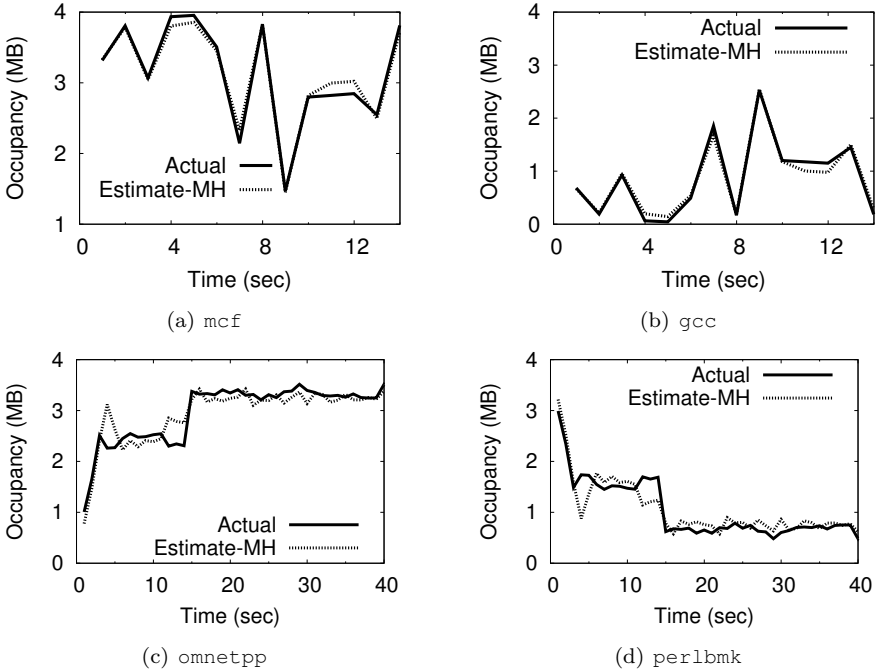 4
3
2
1
Occupancy (MB)
Actual
Estimate-MH
0 4 8 12
Time (sec)
(a) mcf
4
3
2
1
0
Occupancy (MB)
Actual
Estimate-MH
0 4 8 12
Time (sec)
(b) gcc
4
3
2
1
0
Occupancy (MB)
Actual
Estimate-MH
0 10 20 30 40
Time (sec)
(c) omnetpp
4
3
2
1
0
Occupancy (MB)
Actual
Estimate-MH
0 10 20 30 40
Time (sec)
(d) perlbmk